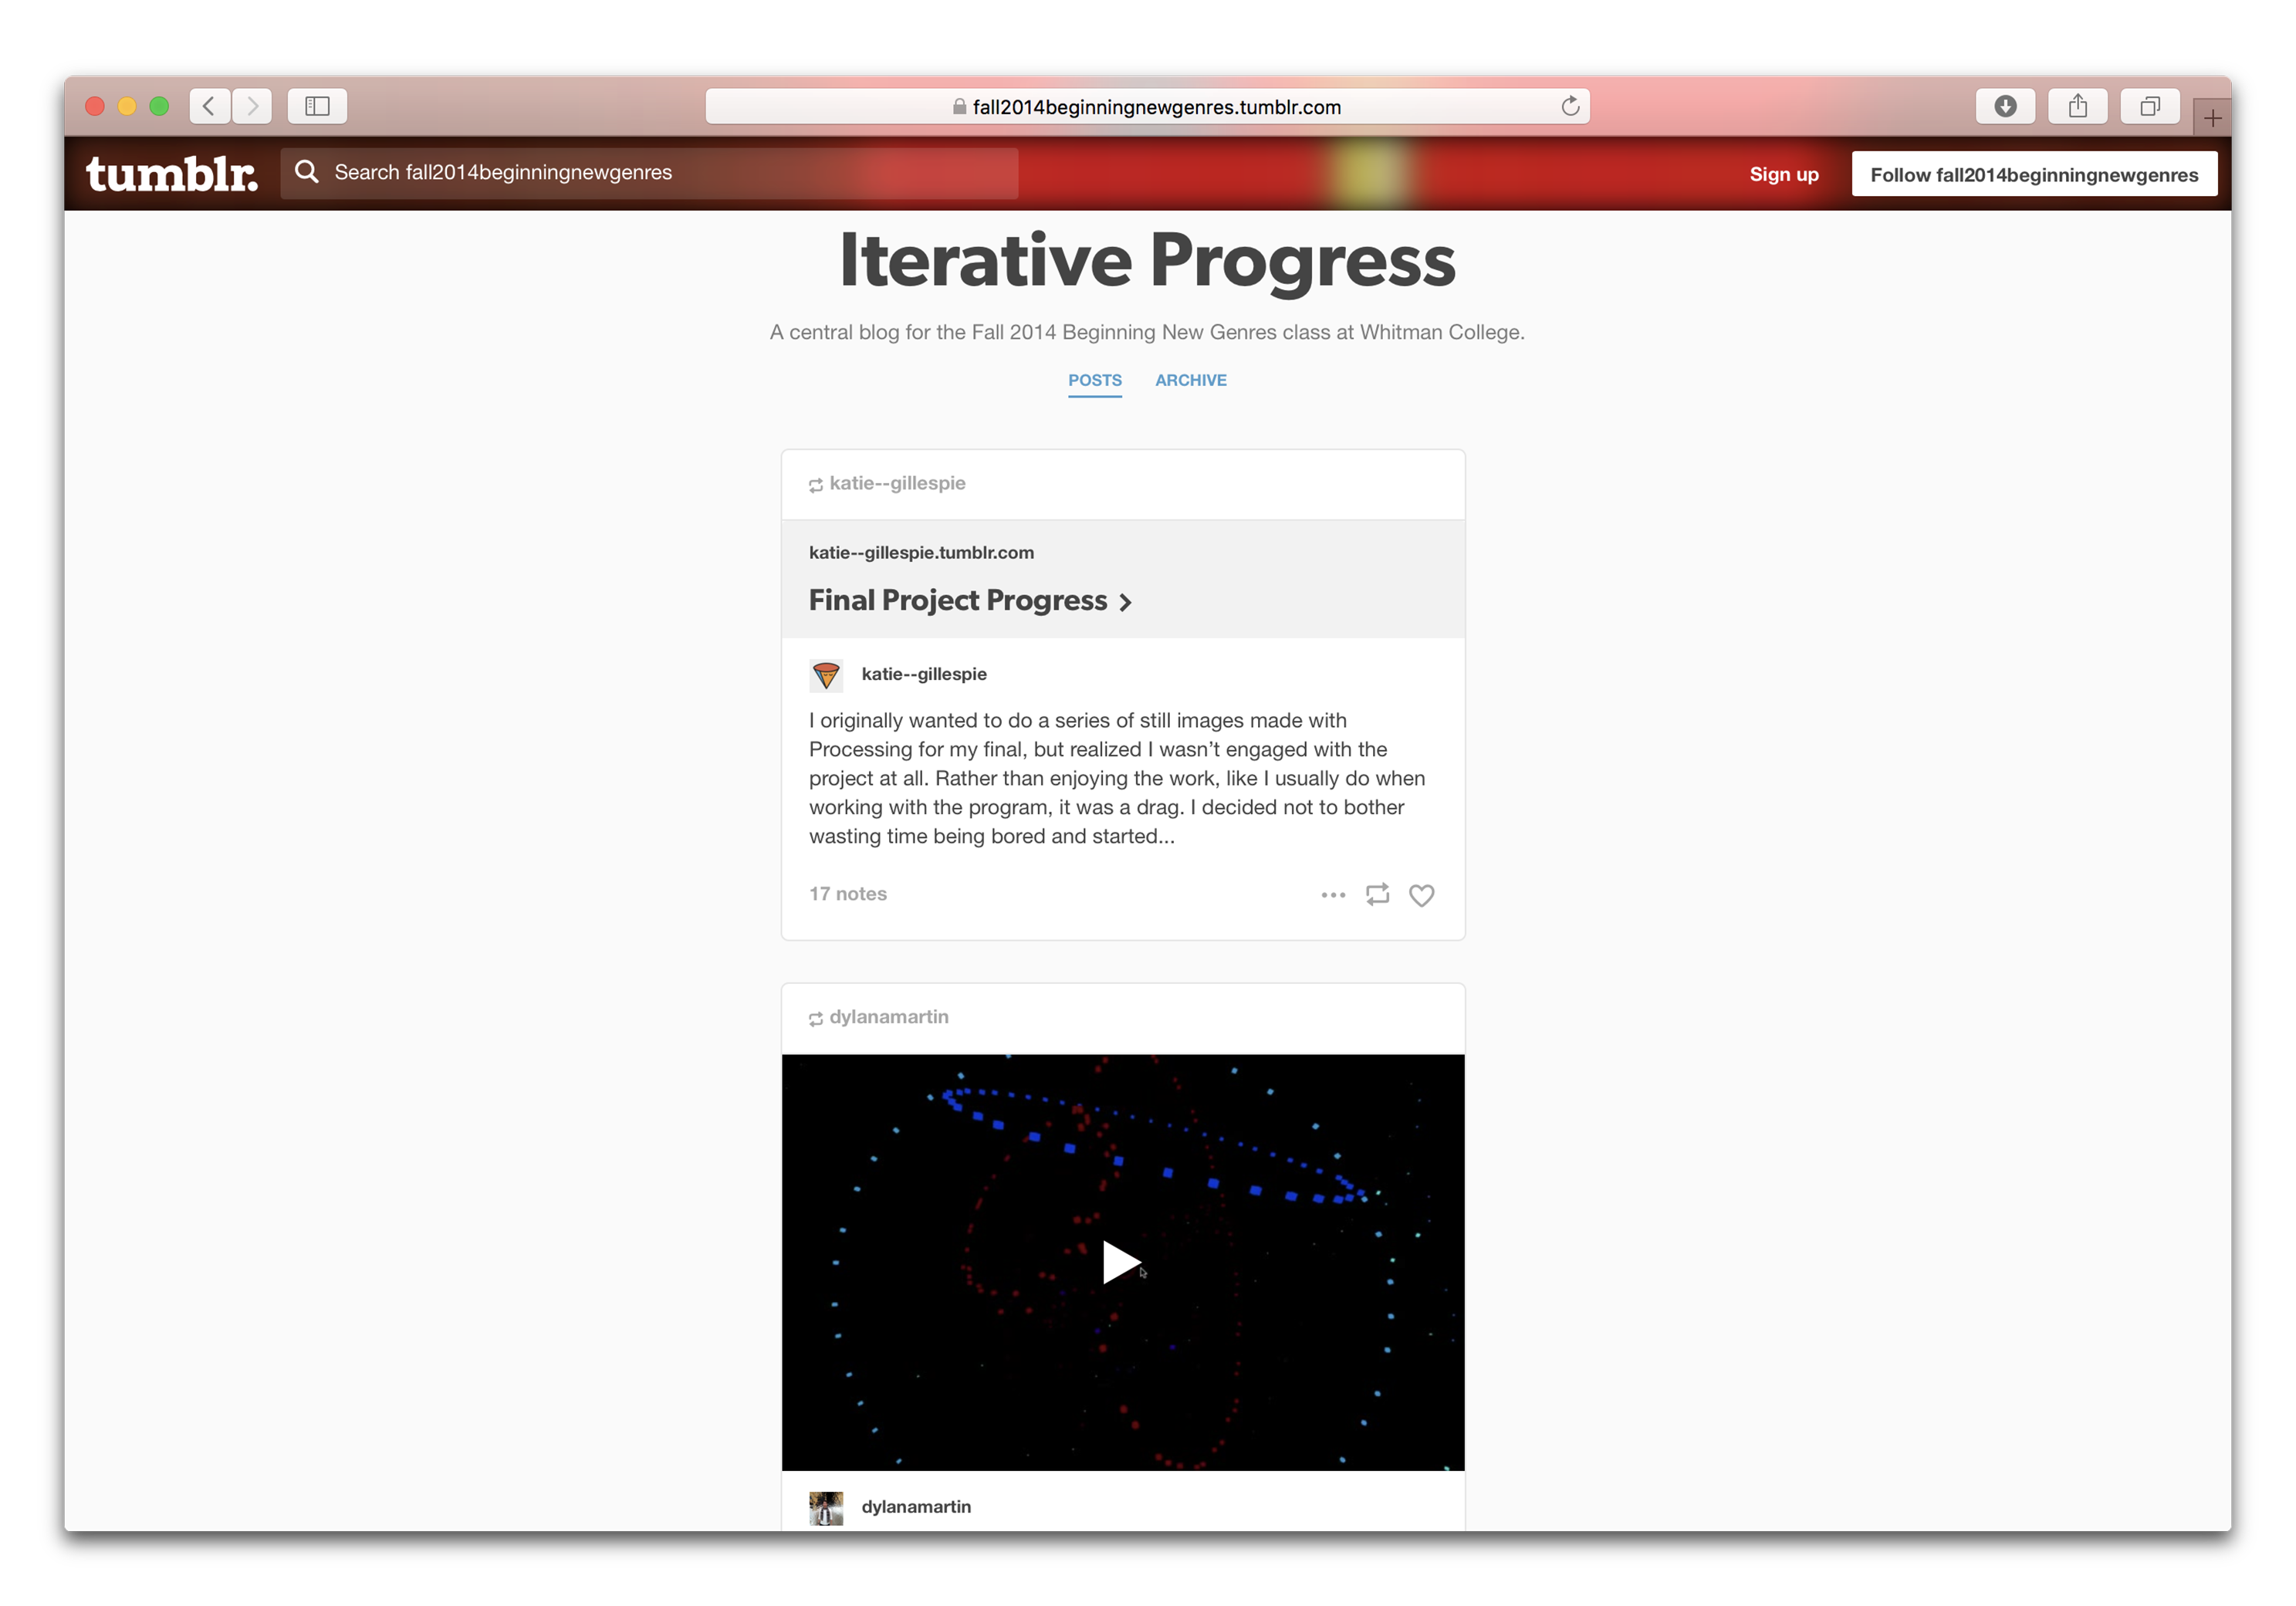 fall2014beginningnewgenres.tumblr.com
tumblr.
Search fall2014beginningnewgenres
Sign up
Follow fall2014beginningnewgenres
Iterative Progress
A central blog for the Fall 2014 Beginning New Genres class at Whitman College.
POSTS ARCHIVE
katie--gillespie
katie--gillespie.tumblr.com
Final Project Progress
katie--gillespie
I originally wanted to do a series of still images made with
Processing for my final, but realized I wasn’t engaged with the
project at all. Rather than enjoying the work, like I usually do when
working with the program, it was a drag. I decided not to bother
wasting time being bored and started...
17 notes
dylanamartin
dylanamartin